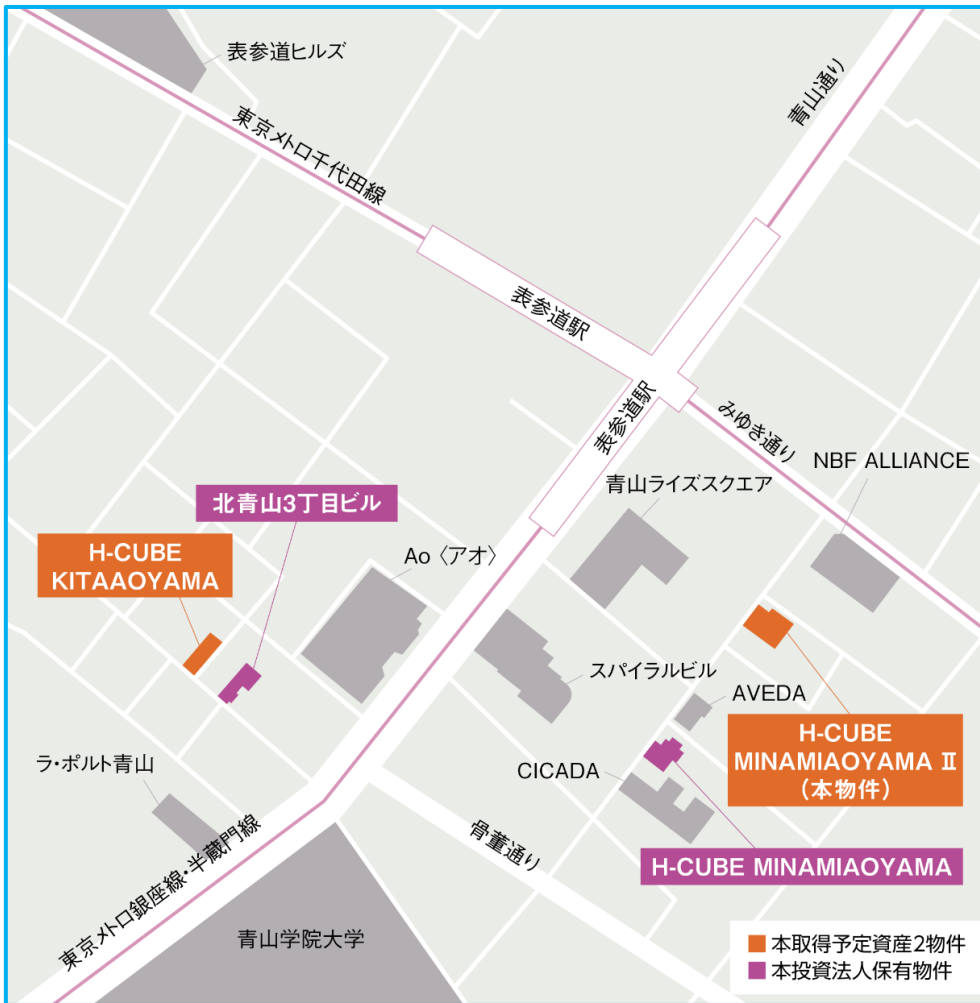 表参道ヒルズ
青山通り
東京メトロ千代田線
表参道駅
表参道駅
みゆき通り
NBF ALLIANCE
青山ライズスクエア
北青山3丁目ビル
H-CUBE
KITAAOYAMA
Ao〈アオ〉
スパイラルビル
AVEDA
H-CUBE
MINAMIAOYAMA Ⅱ
(本物件)
ラ・ポルト青山
CICADA
骨董通り
H-CUBE MINAMIAOYAMA
東京メトロ銀座線・半蔵門線
青山学院大学
本取得予定資産2物件
本投資法人保有物件